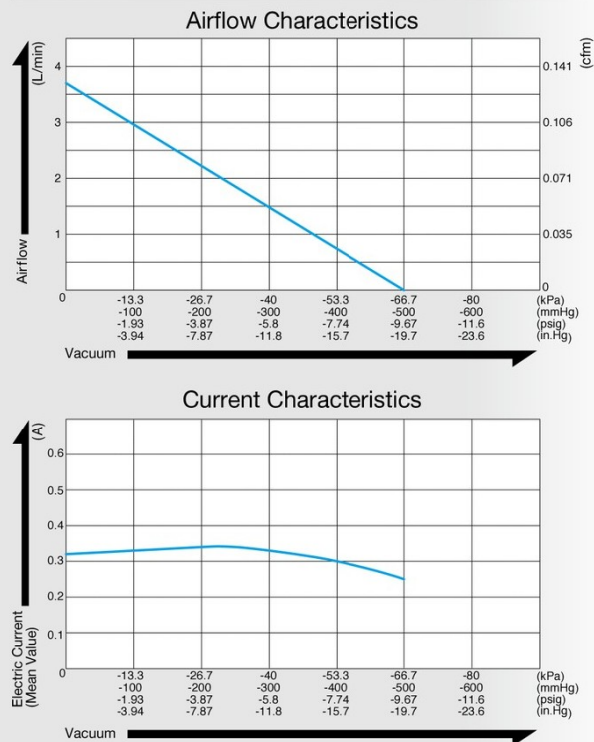 Airflow Characteristics
(L/min)
(cfm)
4
0.141
3
0.106
2
0.071
1
0.035
Airflow
0
0
-13.3 -26.7 -40 -53.3 -66.7 -80 (kPa)
-100 -200 -300 -400 -500 -600 (mmHg)
-1.93 -3.87 -5.8 -7.74 -9.67 -11.6 (psig)
-3.94 -7.87 -11.8 -15.7 -19.7 -23.6 (in.Hg)
Vacuum
Current Characteristics
(A)
0.6
0.5
0.4
0.3
0.2
0.1
Electric Current
(Mean Value)
0
-13.3 -26.7 -40 -53.3 -66.7 -80 (kPa)
-100 -200 -300 -400 -500 -600 (mmHg)
-1.93 -3.87 -5.8 -7.74 -9.67 -11.6 (psig)
-3.94 -7.87 -11.8 -15.7 -19.7 -23.6 (in.Hg)
Vacuum